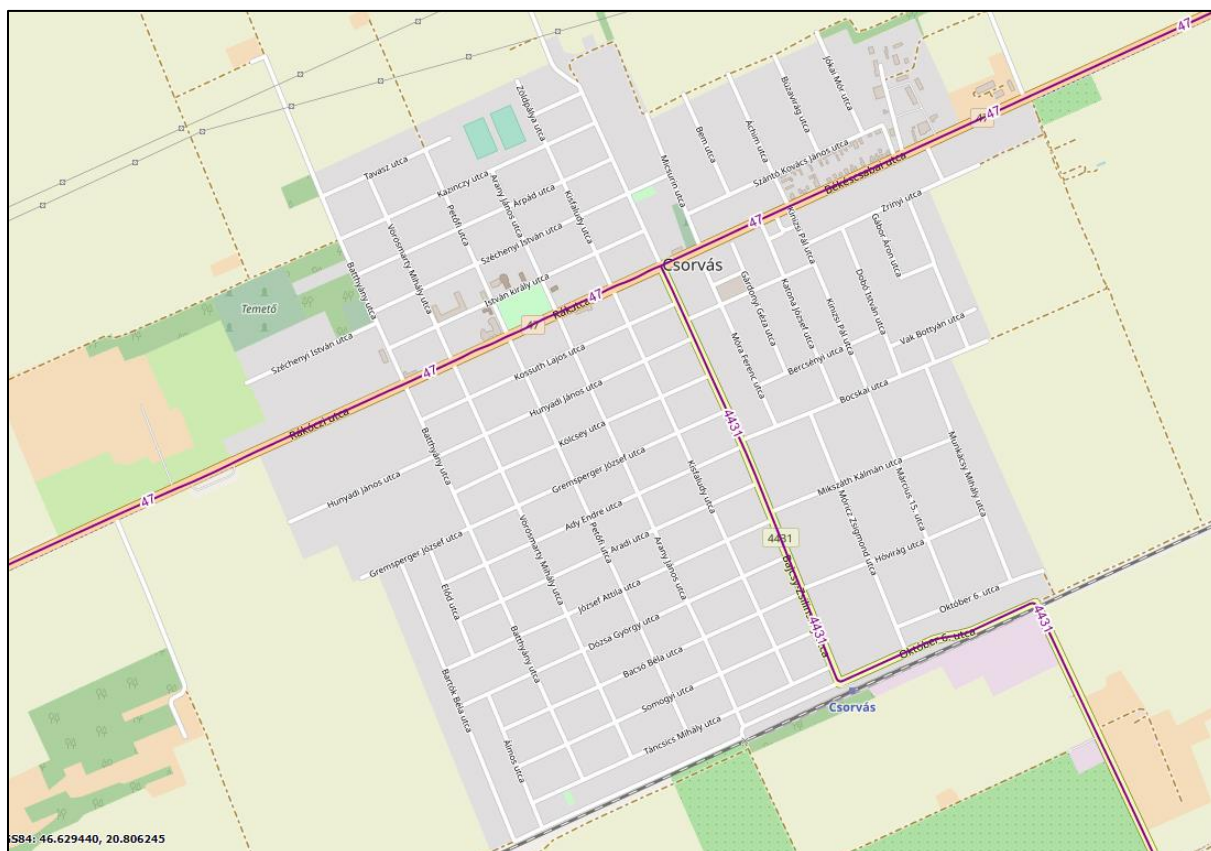 47
Jókai Mór utca
Zöldpálya utca
Búzavirág utca
Bem utca
Áchim utca
47
Tavasz utca
Szántó Kovács János utca
Micsurin utca
Kazinczy utca
Arany János utca
Árpád utca
Kisfaludy utca
Békéscsabai utca
Petőfi utca
Vörösmarty Mihály utca
Széchenyi István utca
Zrínyi utca
47
Kinizsi Pál utca
Gábor Áron utca
Batthyány utca
Csorvás
István király utca
Temető
Gárdonyi Géza utca
Katona József utca
Kinizsi Pál utca
Dobó István utca
47
47
Vak Bottyán utca
Széchenyi István utca
Móra Ferenc utca
Bercsényi utca
Kossuth Lajos utca
47
Bocskai utca
Hunyadi János utca
Rákóczi utca
4431
Kölcsey utca
Batthyány utca
Munkácsy Mihály utca
Gremsperger József utca
Kisfaludy utca
Mikszáth Kálmán utca
Hunyadi János utca
47
Március 15. utca
Móricz Zsigmond utca
Ady Endre utca
Vörösmarty Mihály utca
Petőfi utca
Aradi utca
Arany János utca
4431
Hóvirág utca
Gremsperger József utca
József Attila utca
Előd utca
Október 6. utca
4431
4431
Dózsa György utca
Batthyány utca
Október 6. utca
Bacsó Béla utca
Bartók Béla utca
Somogyi utca
Csorvás
Táncsics Mihály utca
Álmos utca
SS84: 46.629440, 20.806245